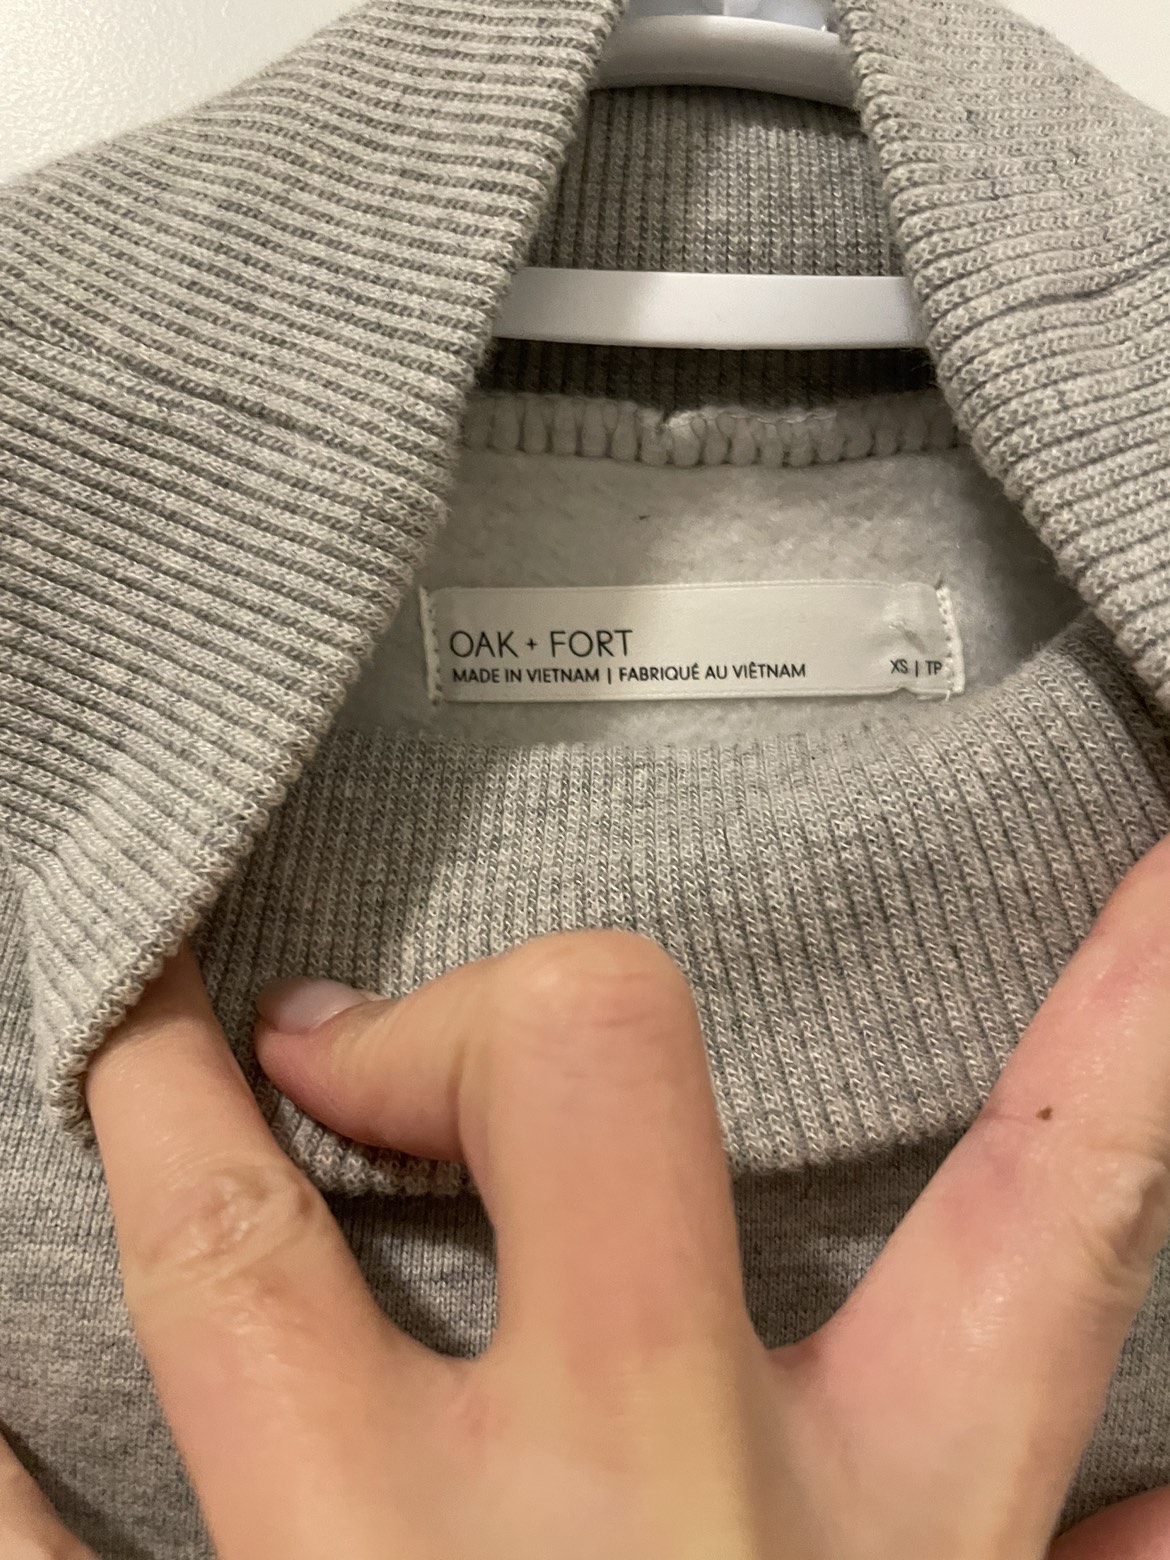 OAK + FORT
MADE IN VIETNAM | FABRIQUÉ AU VIÊTNAM XS | TP